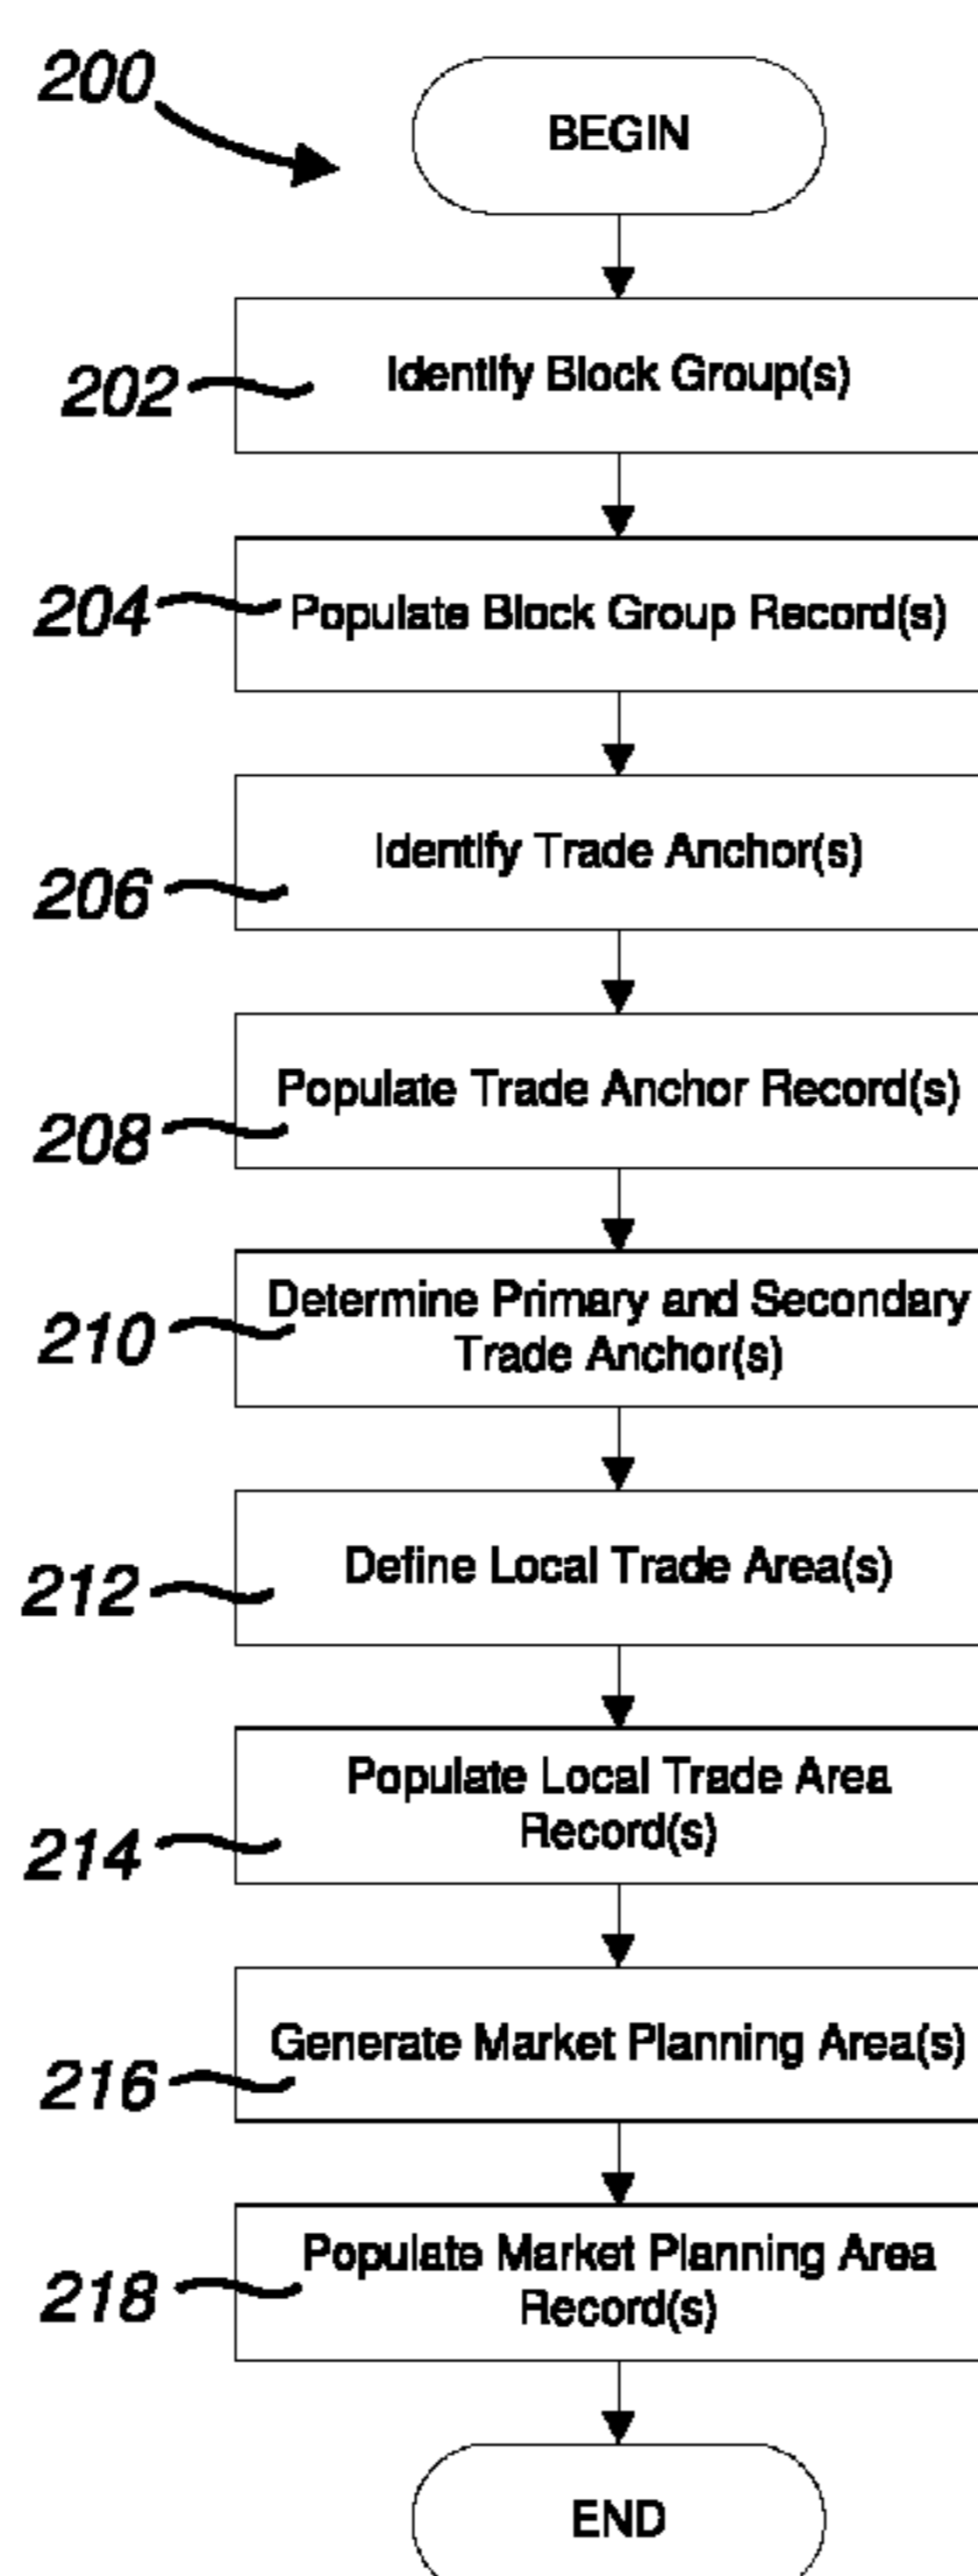 200
BEGIN
202
Identify Block Group(s)
204
Populate Block Group Record(s)
206
Identify Trade Anchor(s)
208
Populate Trade Anchor Record(s)
210
Determine Primary and Secondary
Trade Anchor(s)
212
Define Local Trade Area(s)
214
Populate Local Trade Area
Record(s)
216
Generate Market Planning Area(s)
218
Populate Market Planning Area
Record(s)
END